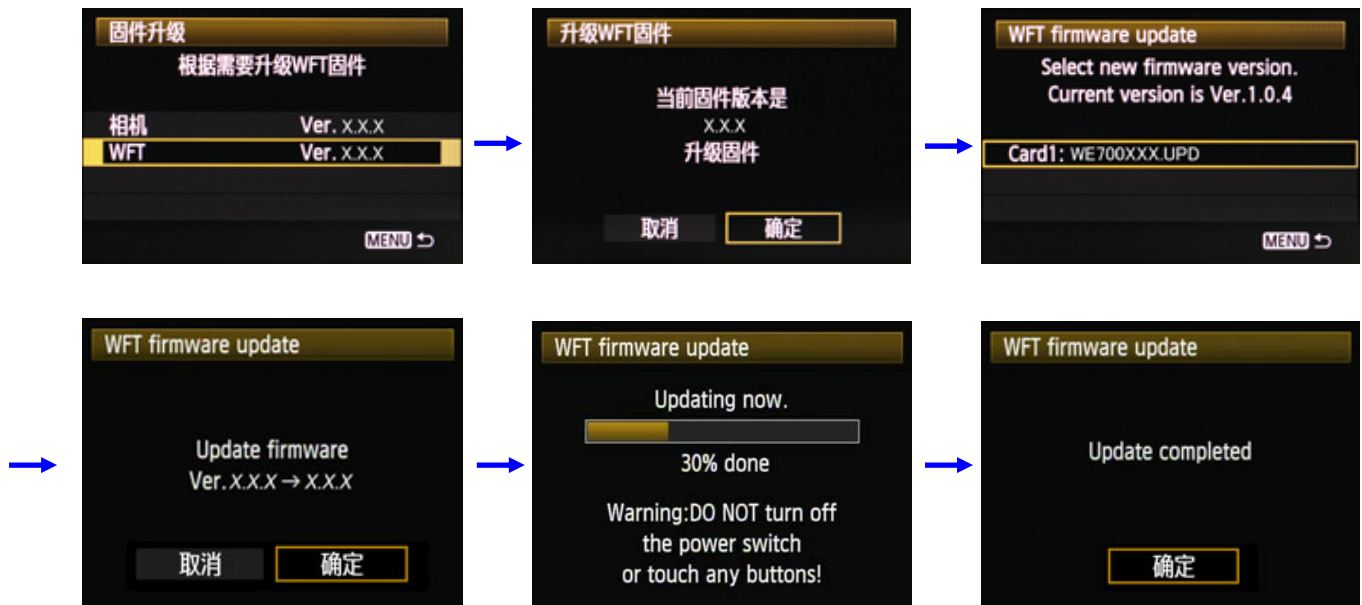 固件升级
根据需要升级WFT固件
相机 Ver. X.X.X
WFT Ver. X.X.X
MENU
升级WFT固件
当前固件版本是
X.X.X
升级固件
取消 确定
WFT firmware update
Select new firmware version.
Current version is Ver.1.0.4
Card1: WE700XXX.UPD
MENU
WFT firmware update
Update firmware
Ver.X.X.X→X.X.X
取消 确定
WFT firmware update
Updating now.
30% done
Warning:DO NOT turn off
the power switch
or touch any buttons!
WFT firmware update
Update completed
确定